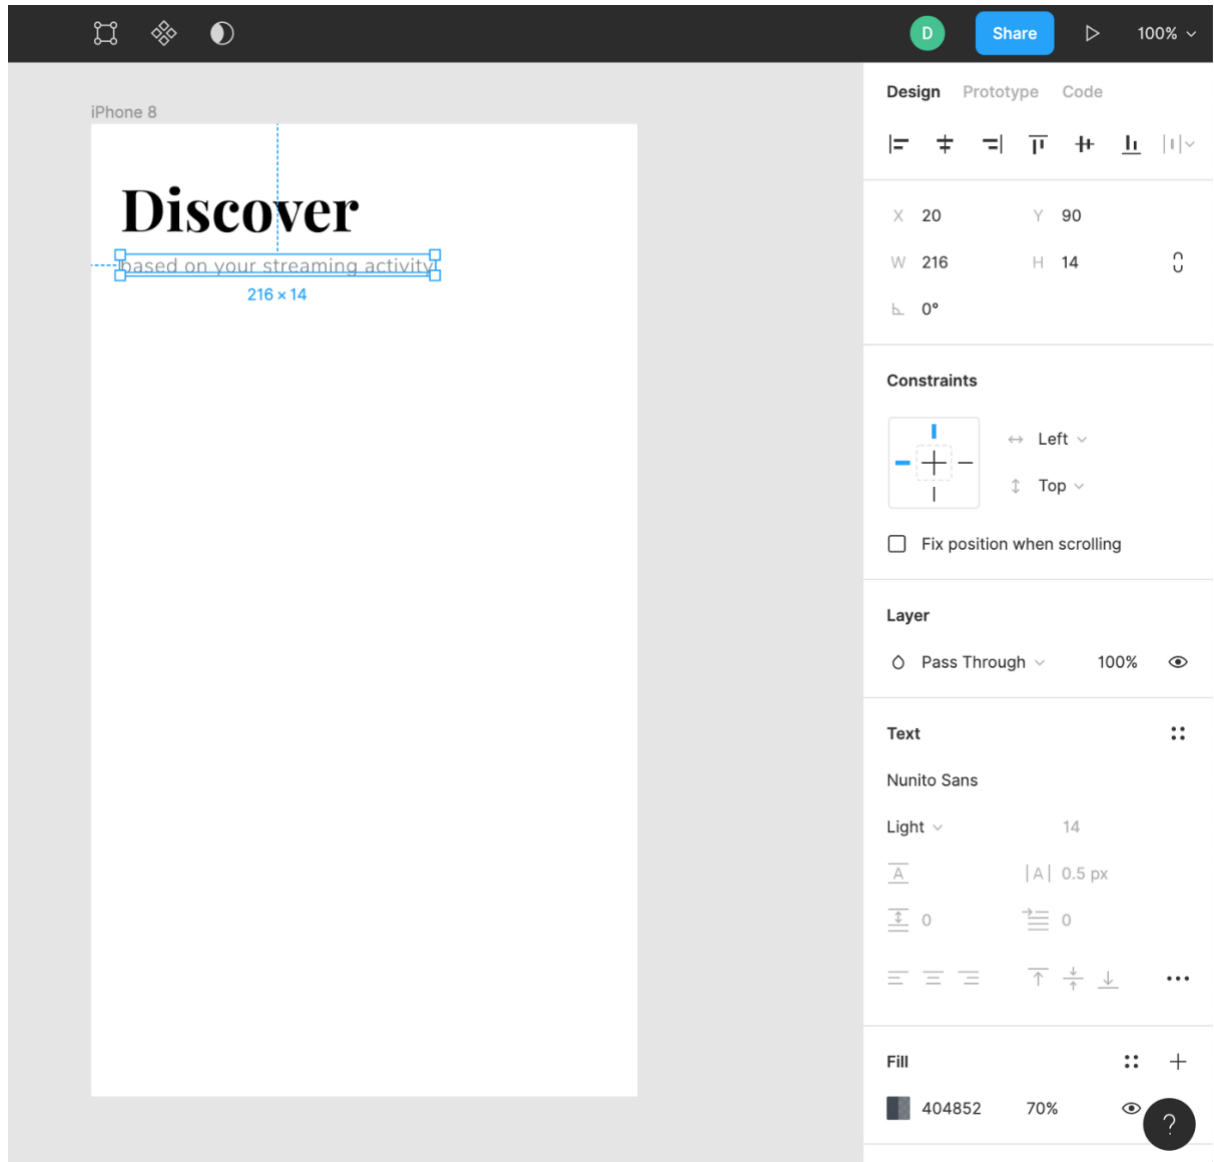 D
Share
100%
Design Prototype Code
iPhone 8
Discover
based on your streaming activity
216 × 14
X 20 Y 90
W 216 H 14
0°
Constraints
Left
Top
Fix position when scrolling
Layer
Pass Through 100%
Text
Nunito Sans
Light 14
A |A| 0.5 px
0 0
Fill
404852 70%
?